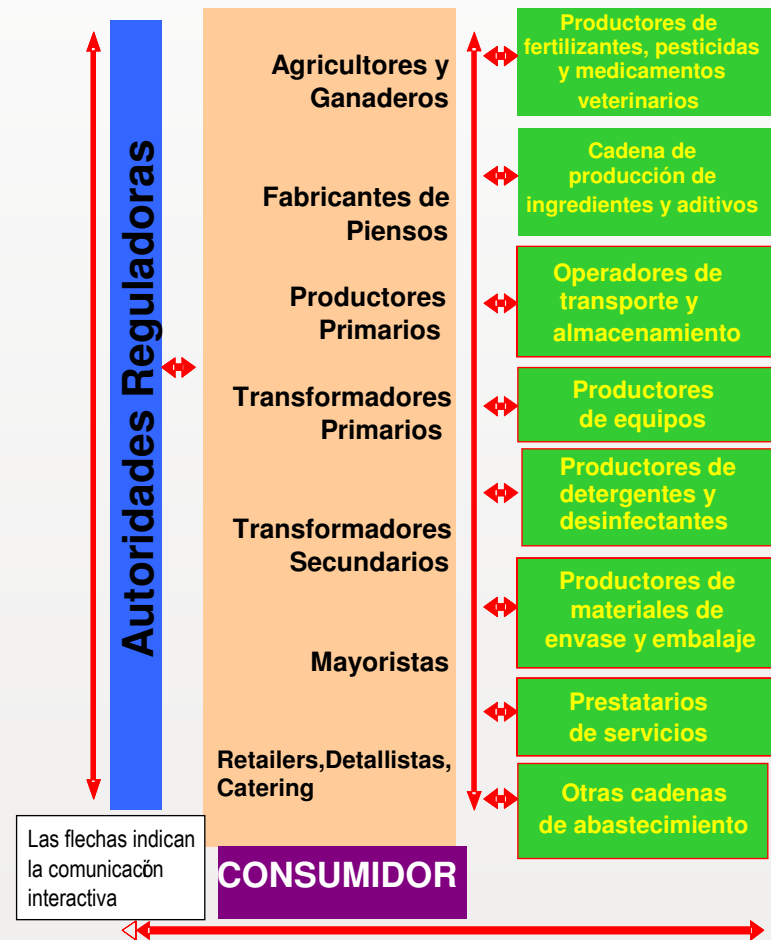 Autoridades Reguladoras
Agricultores y
Ganaderos
Fabricantes de
Piensos
Productores
Primarios
Transformadores
Primarios
Transformadores
Secundarios
Mayoristas
Retailers,Detallistas,
Catering
CONSUMIDOR
Productores de
fertilizantes, pesticidas
y medicamentos
veterinarios
Cadena de
producción de
ingredientes y aditivos
Operadores de
transporte y
almacenamiento
Productores
de equipos
Productores de
detergentes y
desinfectantes
Productores de
materiales de
envase y embalaje
Prestatarios
de servicios
Otras cadenas
de abastecimiento
Las flechas indican
la comunicación
interactiva